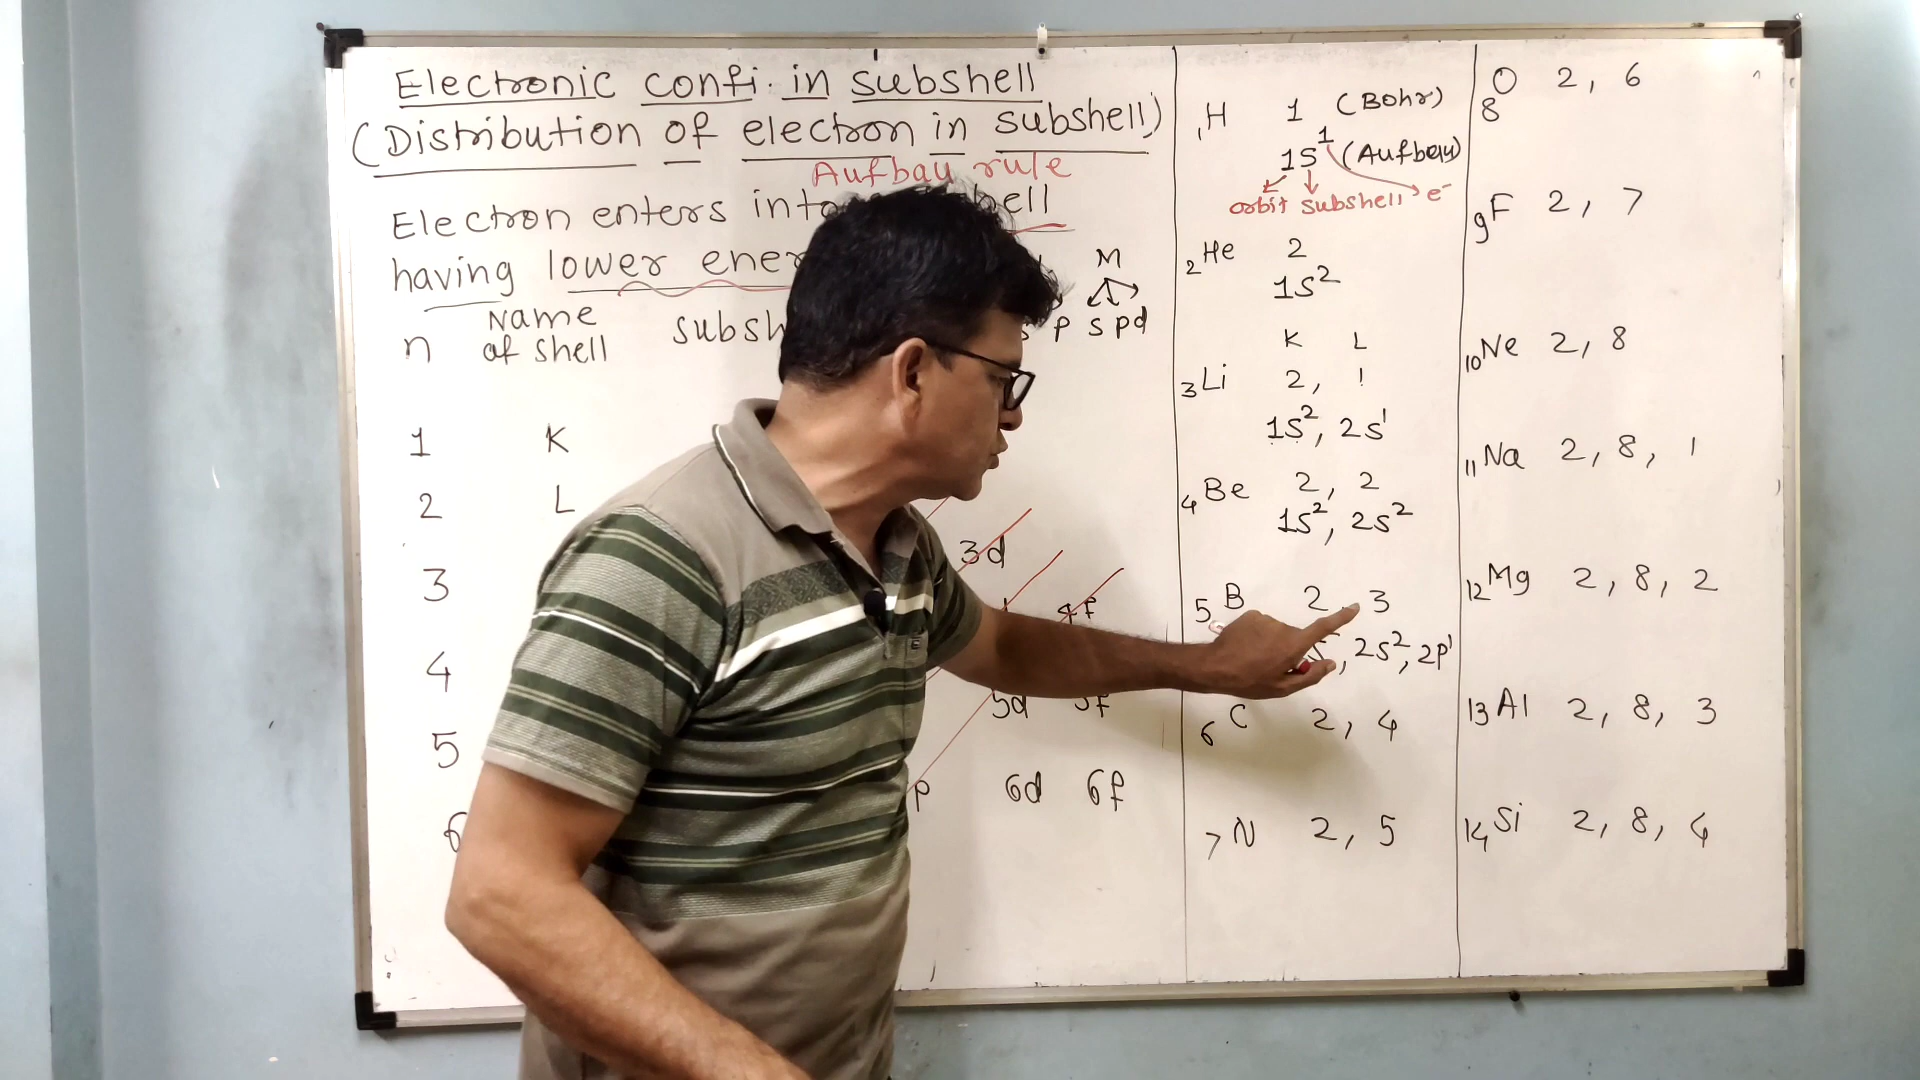 Electronic confi. in subshell
(Distribution of electron in subshell)
Aufbau rule
Electron enters into shell
having lower ener
M
P S P d
n Name of shell subsh
1 K
2 L
3 3d
4 4f
5 5d 5f
6 P 6d 6f
1H 1 (Bohr)
1S¹ (Aufbau)
orbit subshell e⁻
2He 2
1S²
K L
3Li 2, 1
1S², 2S¹
4Be 2, 2
1S², 2S²
5B 2, 3
, 2S², 2P¹
6C 2, 4
7N 2, 5
8O 2, 6
9F 2, 7
10Ne 2, 8
11Na 2, 8, 1
12Mg 2, 8, 2
13Al 2, 8, 3
14Si 2, 8, 4